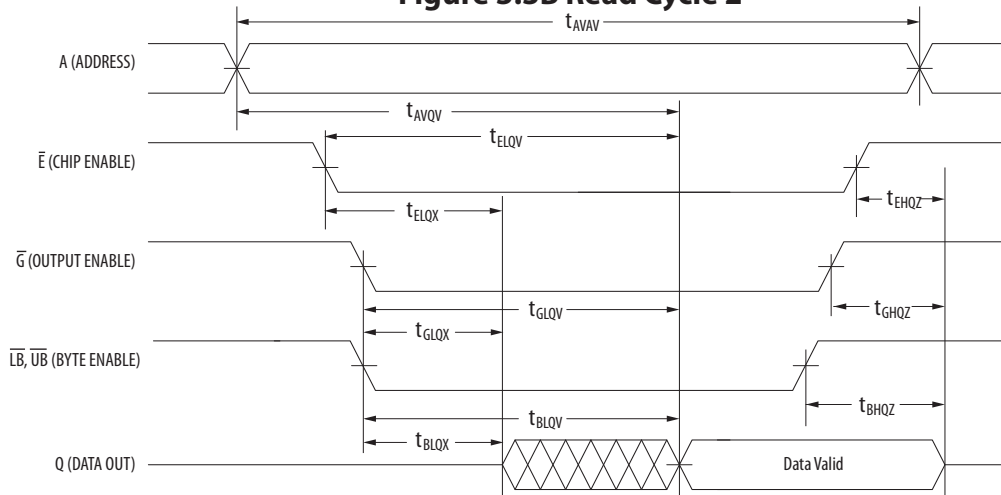 Figure 3.3B Read Cycle 2
tAVAV
A (ADDRESS)
tAVQV
tELQV
E̅ (CHIP ENABLE)
tELQX
tEHQZ
G̅ (OUTPUT ENABLE)
tGLQV
tGLQX
tGHQZ
L̅B̅, U̅B̅ (BYTE ENABLE)
tBHQZ
tBLQV
tBLQX
Q (DATA OUT)
Data Valid